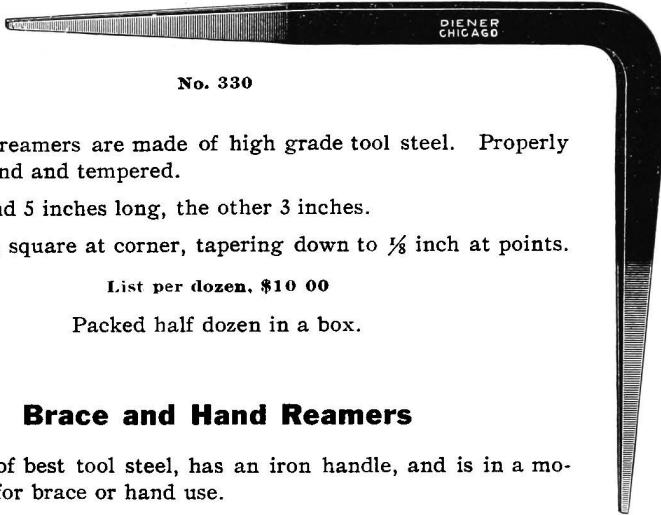 DIENER
CHICAGO
No. 330
reamers are made of high grade tool steel. Properly
and tempered.
5 inches long, the other 3 inches.
square at corner, tapering down to ⅛ inch at points.
List per dozen, $10 00
Packed half dozen in a box.
Brace and Hand Reamers
of best tool steel, has an iron handle, and is in a mo-
for brace or hand use.